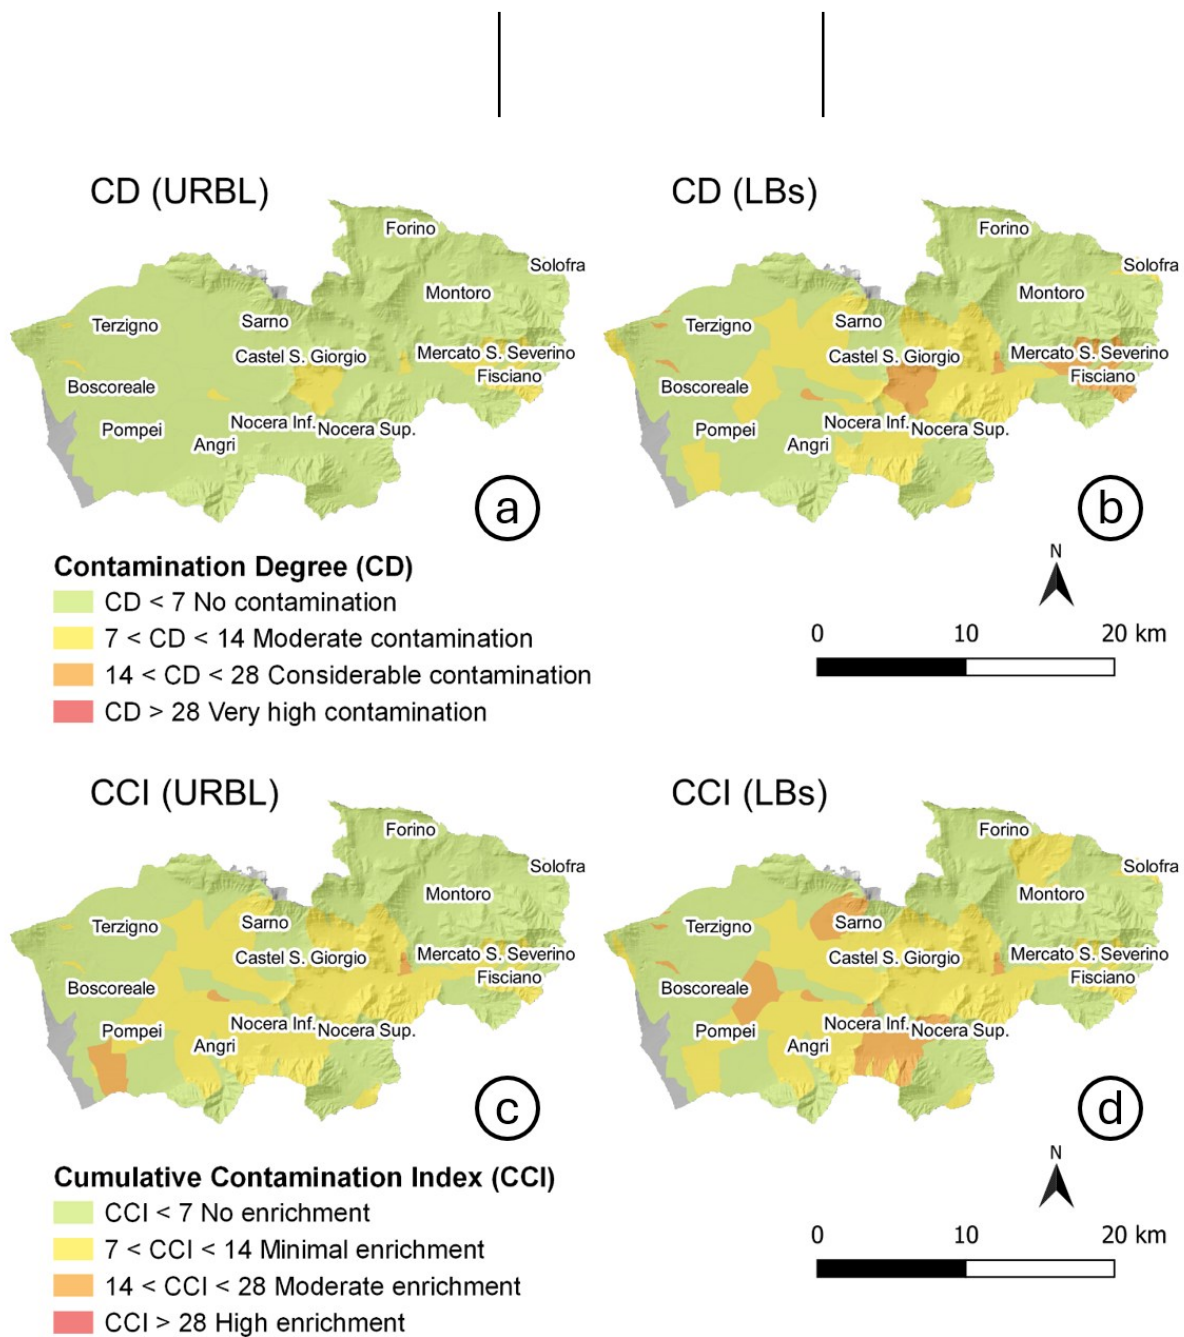 CD (URBL)
CD (LBs)
Forino
Solofra
Montoro
Terzigno
Sarno
Castel S. Giorgio
Mercato S. Severino
Fisciano
Boscoreale
Pompei
Nocera Inf.
Nocera Sup.
Angri
a
Forino
Solofra
Montoro
Terzigno
Sarno
Castel S. Giorgio
Mercato S. Severino
Fisciano
Boscoreale
Pompei
Nocera Inf.
Nocera Sup.
Angri
b
Contamination Degree (CD)
CD < 7 No contamination
7 < CD < 14 Moderate contamination
14 < CD < 28 Considerable contamination
CD > 28 Very high contamination
N
0 10 20 km
CCI (URBL)
CCI (LBs)
Forino
Solofra
Montoro
Terzigno
Sarno
Castel S. Giorgio
Mercato S. Severino
Fisciano
Boscoreale
Pompei
Nocera Inf.
Nocera Sup.
Angri
c
Forino
Solofra
Montoro
Terzigno
Sarno
Castel S. Giorgio
Mercato S. Severino
Fisciano
Boscoreale
Pompei
Nocera Inf.
Nocera Sup.
Angri
d
Cumulative Contamination Index (CCI)
CCI < 7 No enrichment
7 < CCI < 14 Minimal enrichment
14 < CCI < 28 Moderate enrichment
CCI > 28 High enrichment
N
0 10 20 km